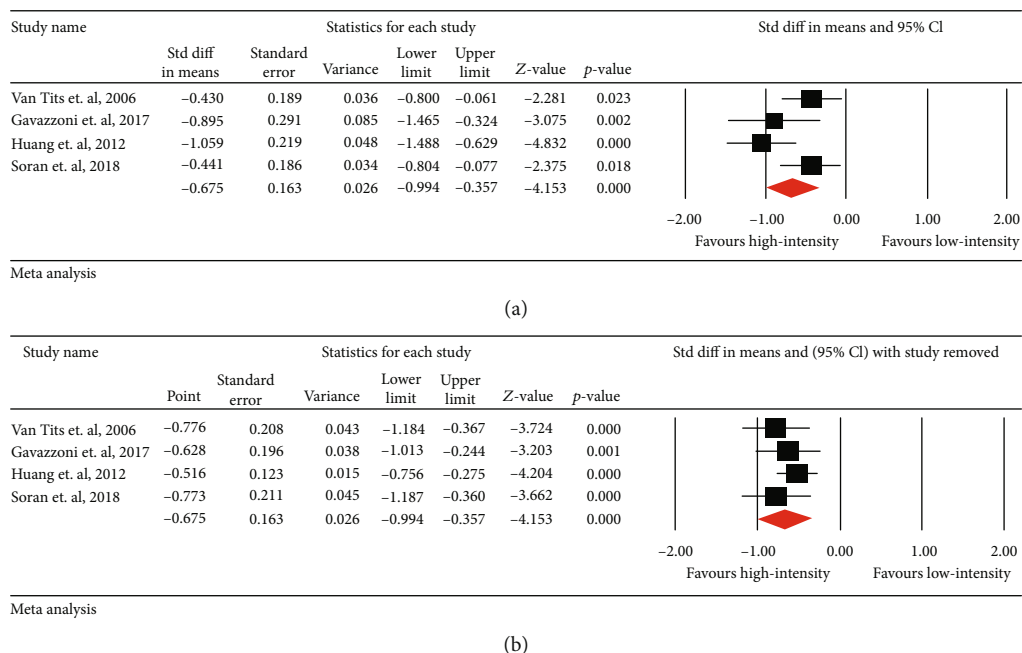 Study name Statistics for each study Std diff in means and 95% Cl
Std diff in means Standard error Variance Lower limit Upper limit Z-value p-value
Van Tits et. al, 2006 −0.430 0.189 0.036 −0.800 −0.061 −2.281 0.023
Gavazzoni et. al, 2017 −0.895 0.291 0.085 −1.465 −0.324 −3.075 0.002
Huang et. al, 2012 −1.059 0.219 0.048 −1.488 −0.629 −4.832 0.000
Soran et. al, 2018 −0.441 0.186 0.034 −0.804 −0.077 −2.375 0.018
−0.675 0.163 0.026 −0.994 −0.357 −4.153 0.000
−2.00 −1.00 0.00 1.00 2.00
Favours high-intensity Favours low-intensity
Meta analysis
(a)
Study name Statistics for each study Std diff in means and (95% Cl) with study removed
Point Standard error Variance Lower limit Upper limit Z-value p-value
Van Tits et. al, 2006 −0.776 0.208 0.043 −1.184 −0.367 −3.724 0.000
Gavazzoni et. al, 2017 −0.628 0.196 0.038 −1.013 −0.244 −3.203 0.001
Huang et. al, 2012 −0.516 0.123 0.015 −0.756 −0.275 −4.204 0.000
Soran et. al, 2018 −0.773 0.211 0.045 −1.187 −0.360 −3.662 0.000
−0.675 0.163 0.026 −0.994 −0.357 −4.153 0.000
−2.00 −1.00 0.00 1.00 2.00
Favours high-intensity Favours low-intensity
Meta analysis
(b)